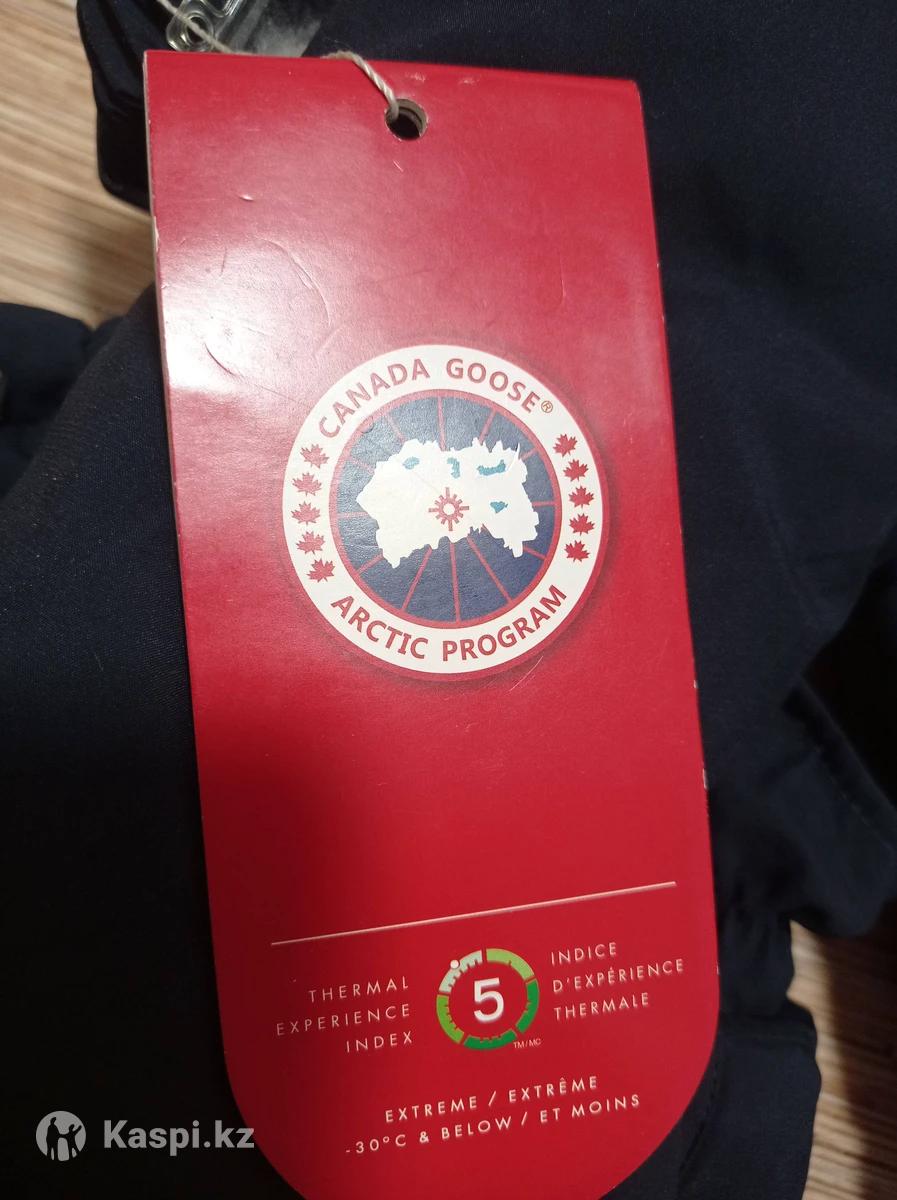 CANADA GOOSE®
ARCTIC PROGRAM
THERMAL
EXPERIENCE
INDEX
5
TM/MC
INDICE
D'EXPÉRIENCE
THERMALE
EXTREME / EXTRÊME
-30°C & BELOW / ET MOINS
Kaspi.kz